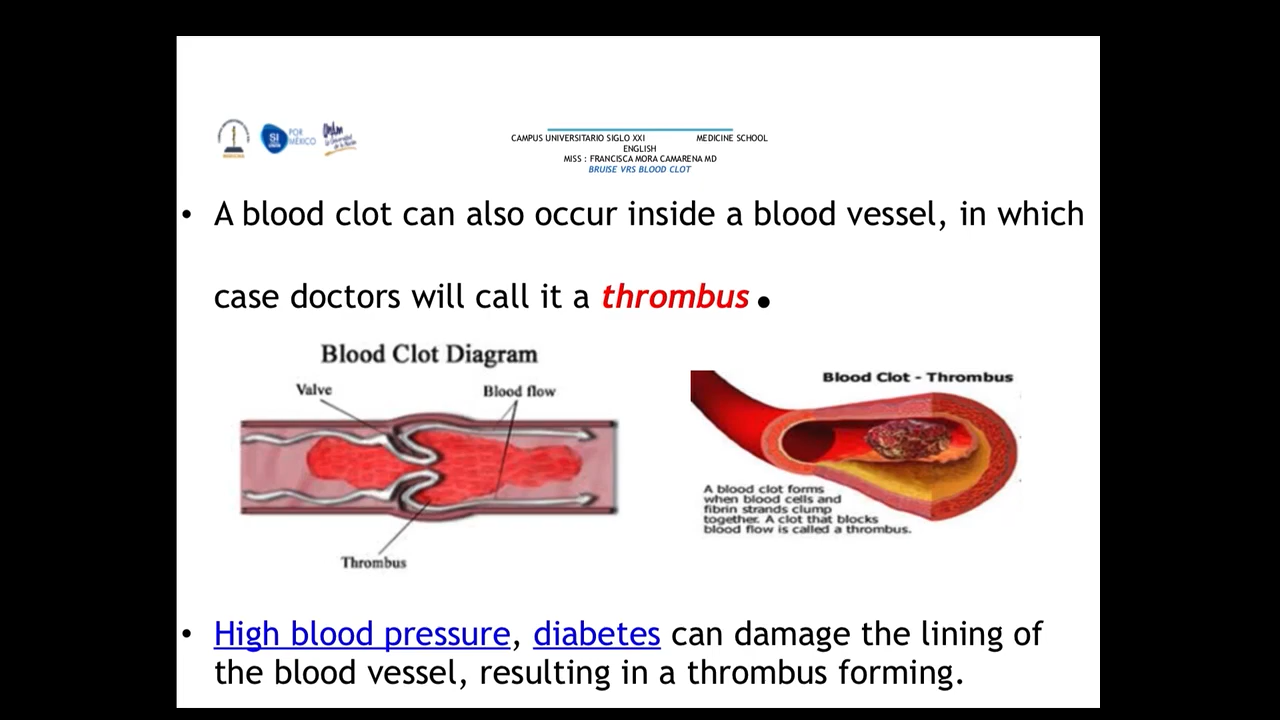 SI
POR
MÉXICO
CAMPUS UNIVERSITARIO SIGLO XXI MEDICINE SCHOOL
ENGLISH
MISS : FRANCISCA MORA CAMARENA MD
BRUISE VRS BLOOD CLOT
• A blood clot can also occur inside a blood vessel, in which
case doctors will call it a thrombus.
Blood Clot Diagram
Valve
Blood flow
Thrombus
Blood Clot - Thrombus
A blood clot forms
when blood cells and
fibrin strands clump
together. A clot that blocks
blood flow is called a thrombus.
• High blood pressure, diabetes can damage the lining of
the blood vessel, resulting in a thrombus forming.